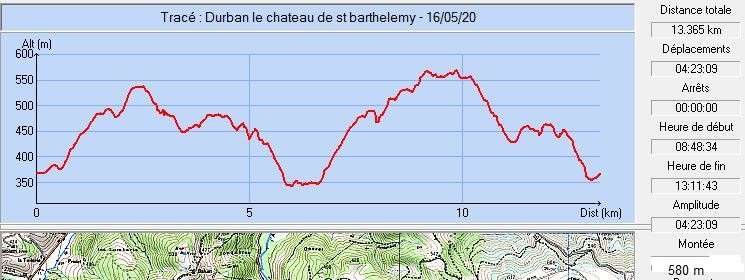 Tracé : Durban le chateau de st barthelemy - 16/05/20
Alt (m)
600
550
500
450
400
350
0
5
10
Dist (km)
Distance totale
13.365 km
Déplacements
04:23:09
Arrêts
00:00:00
Heure de début
08:48:34
Heure de fin
13:11:43
Amplitude
04:23:09
Montée
580 m